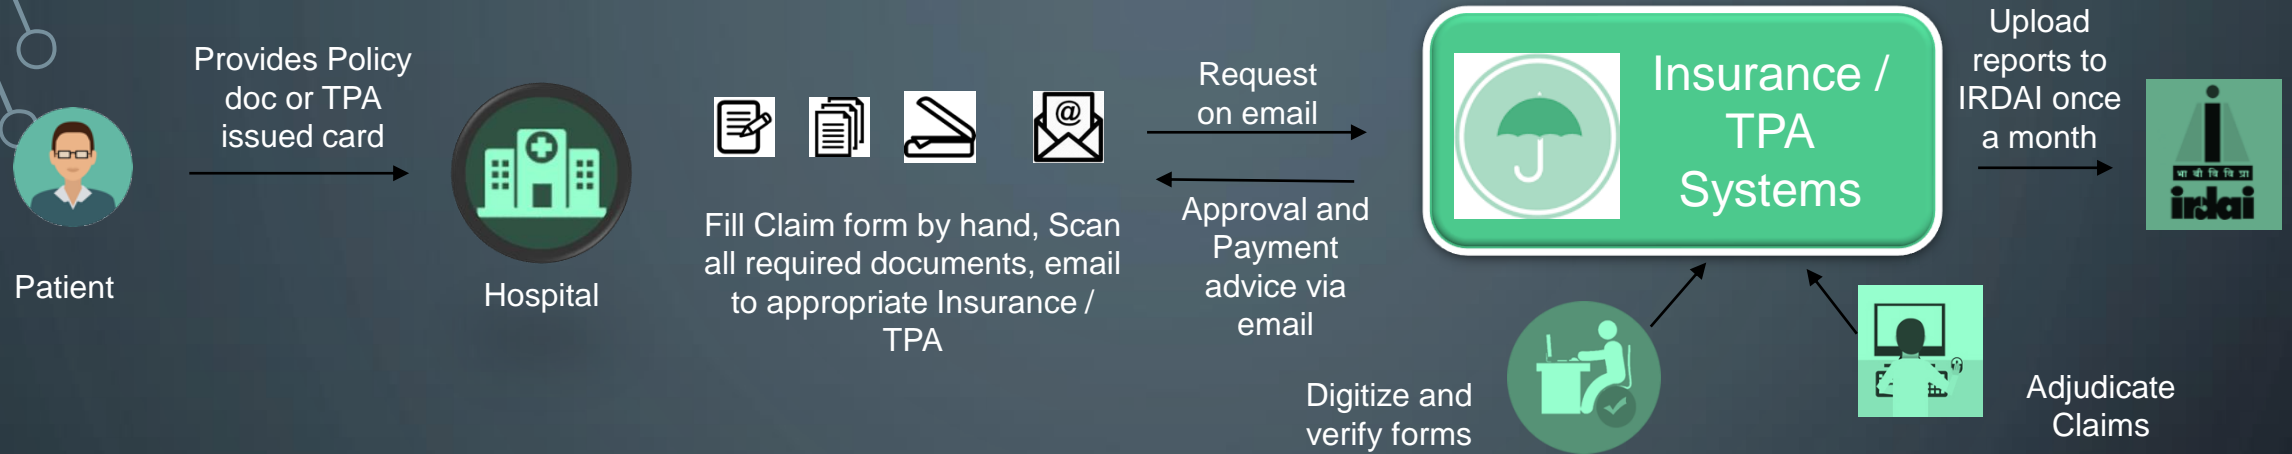 Provides Policy
doc or TPA
issued card
Patient
Hospital
@
Fill Claim form by hand, Scan
all required documents, email
to appropriate Insurance /
TPA
Request
on email
Approval and
Payment
advice via
email
Insurance /
TPA
Systems
Digitize and
verify forms
Adjudicate
Claims
Upload
reports to
IRDAI once
a month
भा बी वि वि प्रा
irdai